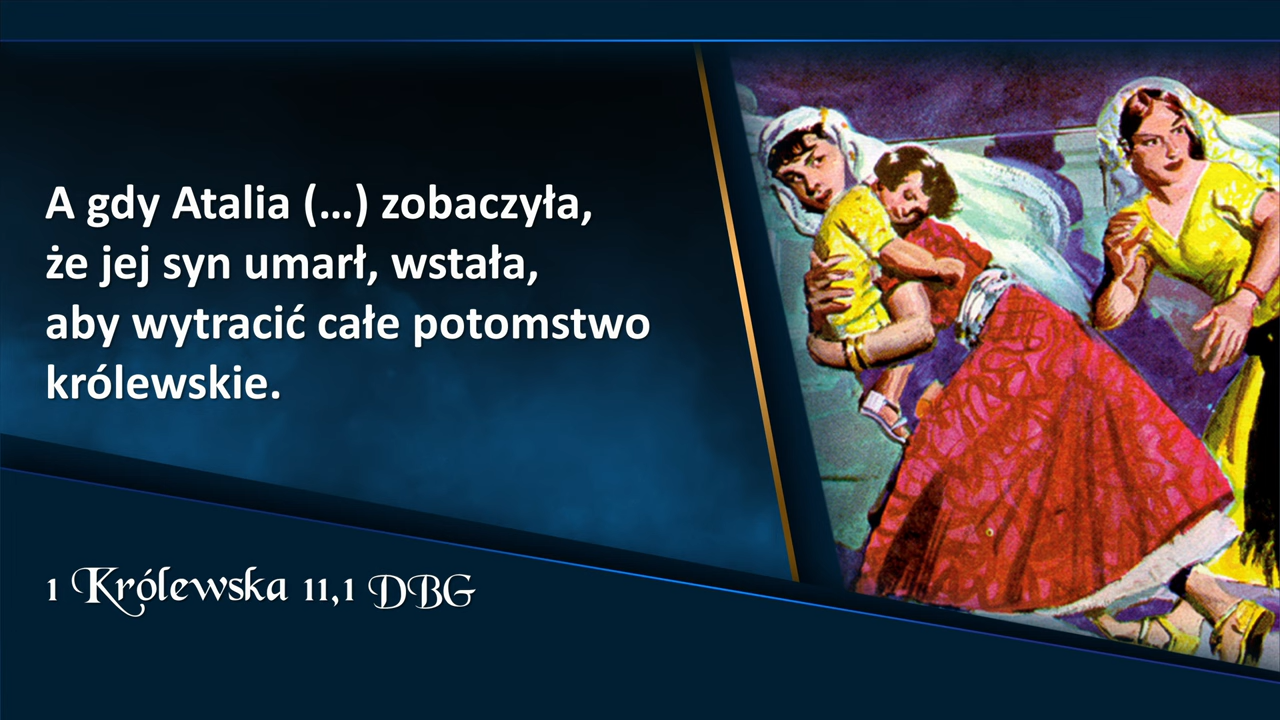 A gdy Atalia (...) zobaczyła,
że jej syn umarł, wstała,
aby wytracić całe potomstwo
królewskie.
1 Królewska 11,1 DBG